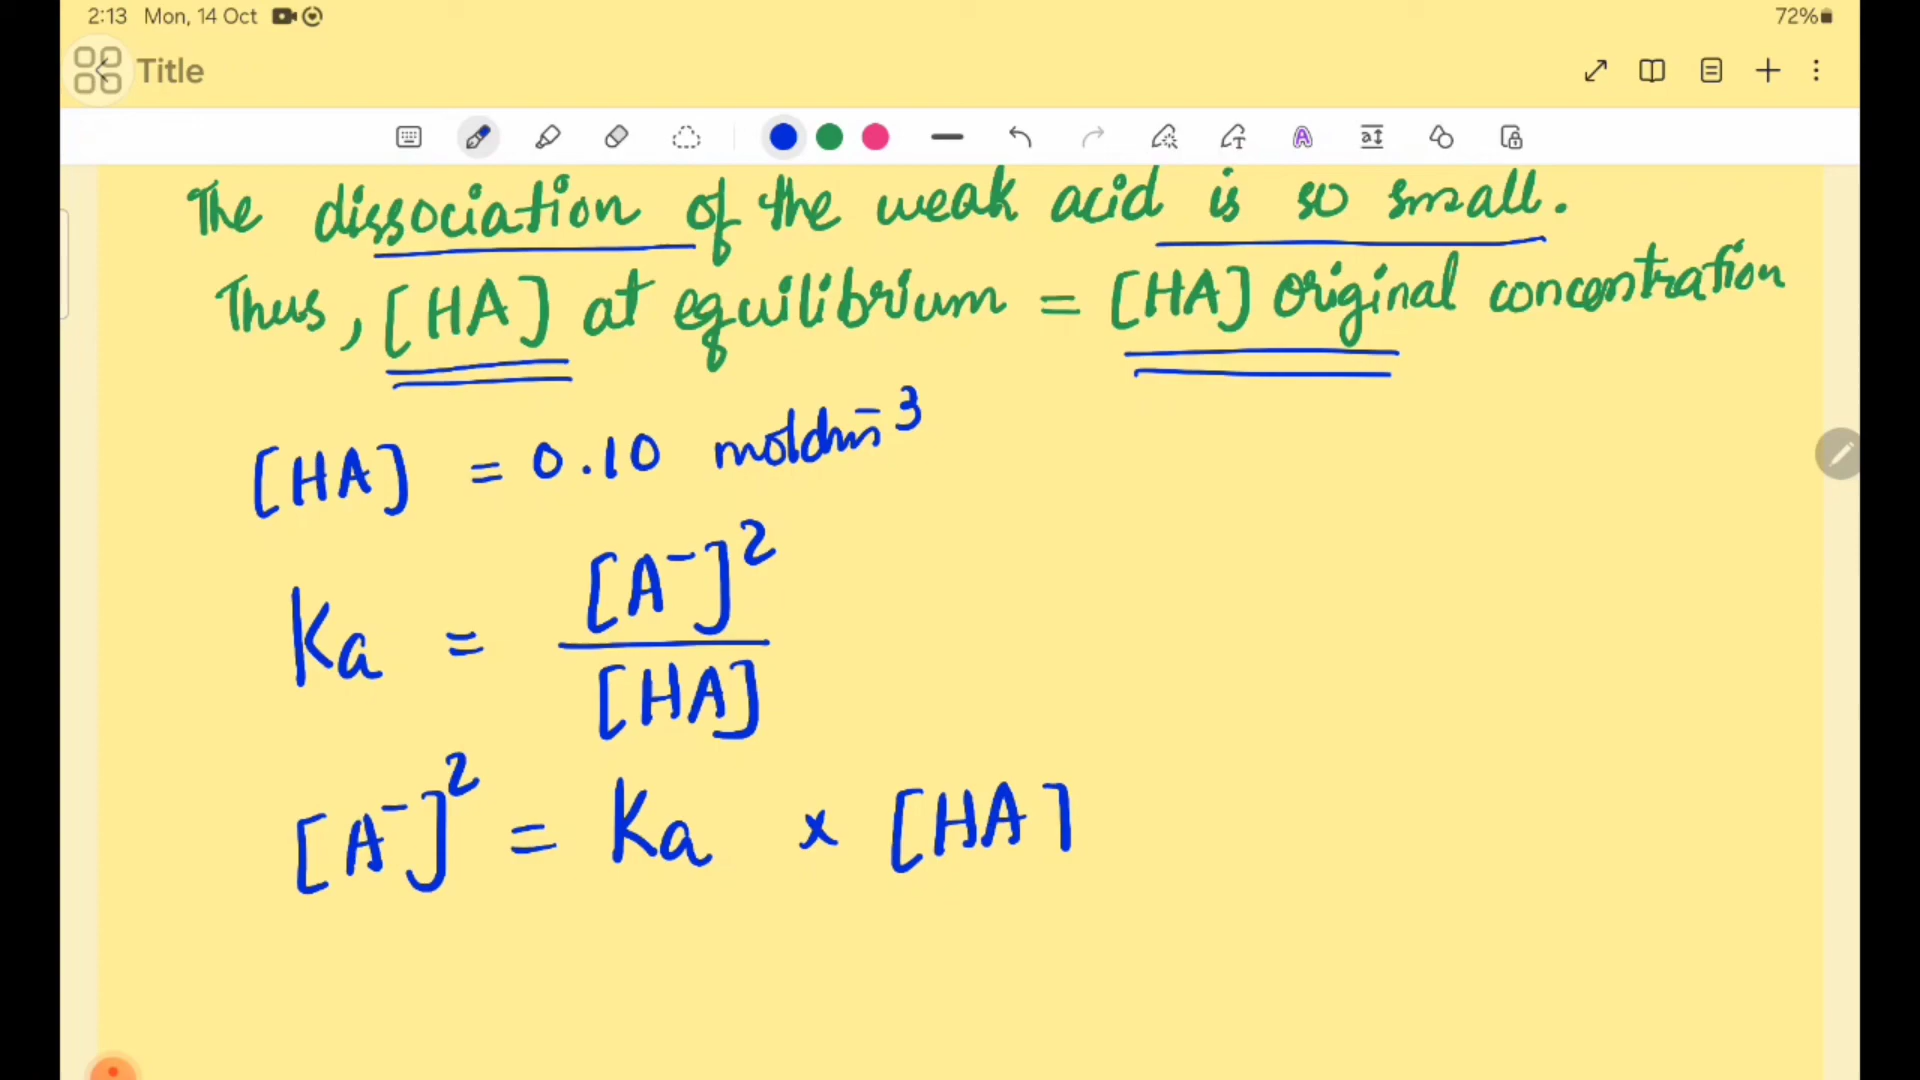 2:13 Mon, 14 Oct 72%
Title
The dissociation of the weak acid is so small.
Thus, [HA] at equilibrium = [HA] original concentration
[HA] = 0.10 moldm⁻³
Ka = [A⁻]² / [HA]
[A⁻]² = Ka × [HA]